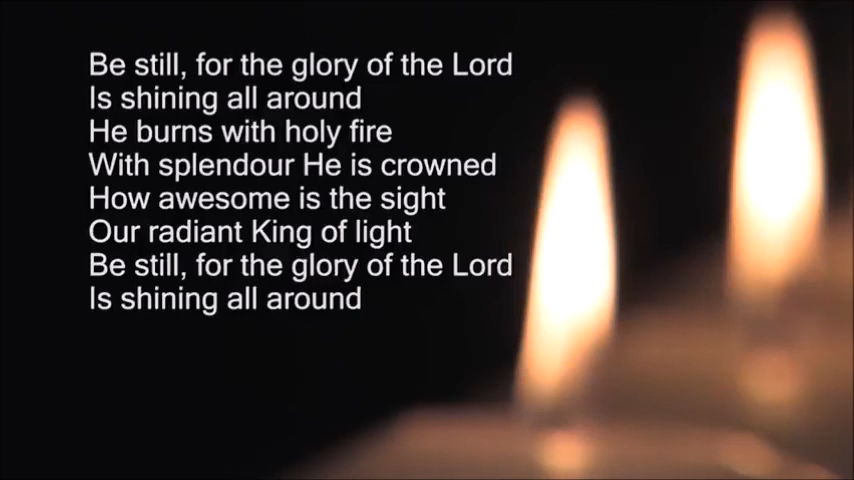 Be still, for the glory of the Lord
Is shining all around
He burns with holy fire
With splendour He is crowned
How awesome is the sight
Our radiant King of light
Be still, for the glory of the Lord
Is shining all around